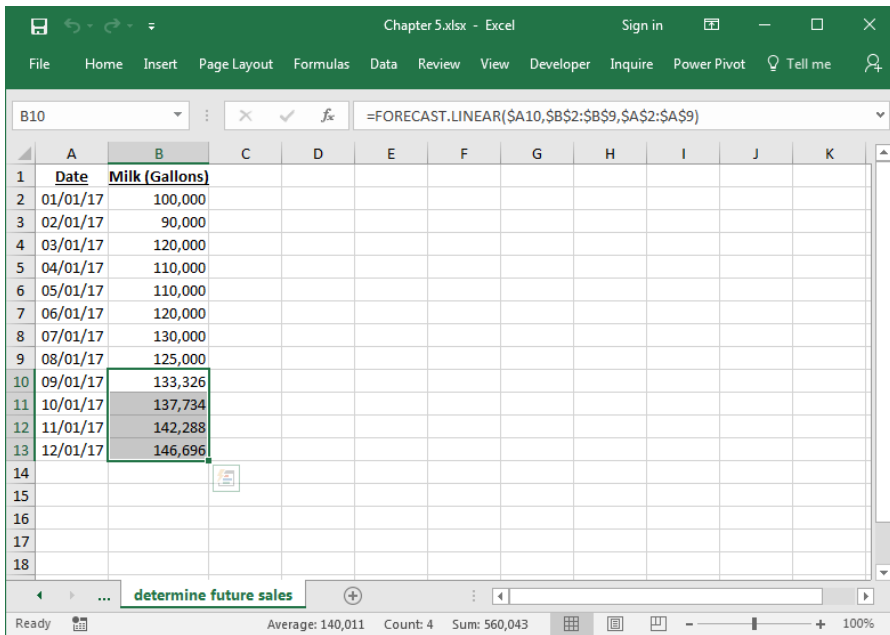 Chapter 5.xlsx - Excel Sign in
File Home Insert Page Layout Formulas Data Review View Developer Inquire Power Pivot Tell me
B10 fx =FORECAST.LINEAR($A10,$B$2:$B$9,$A$2:$A$9)
A B C D E F G H I J K
1 Date Milk (Gallons)
2 01/01/17 100,000
3 02/01/17 90,000
4 03/01/17 120,000
5 04/01/17 110,000
6 05/01/17 110,000
7 06/01/17 120,000
8 07/01/17 130,000
9 08/01/17 125,000
10 09/01/17 133,326
11 10/01/17 137,734
12 11/01/17 142,288
13 12/01/17 146,696
14
15
16
17
18
... determine future sales
Ready Average: 140,011 Count: 4 Sum: 560,043 100%